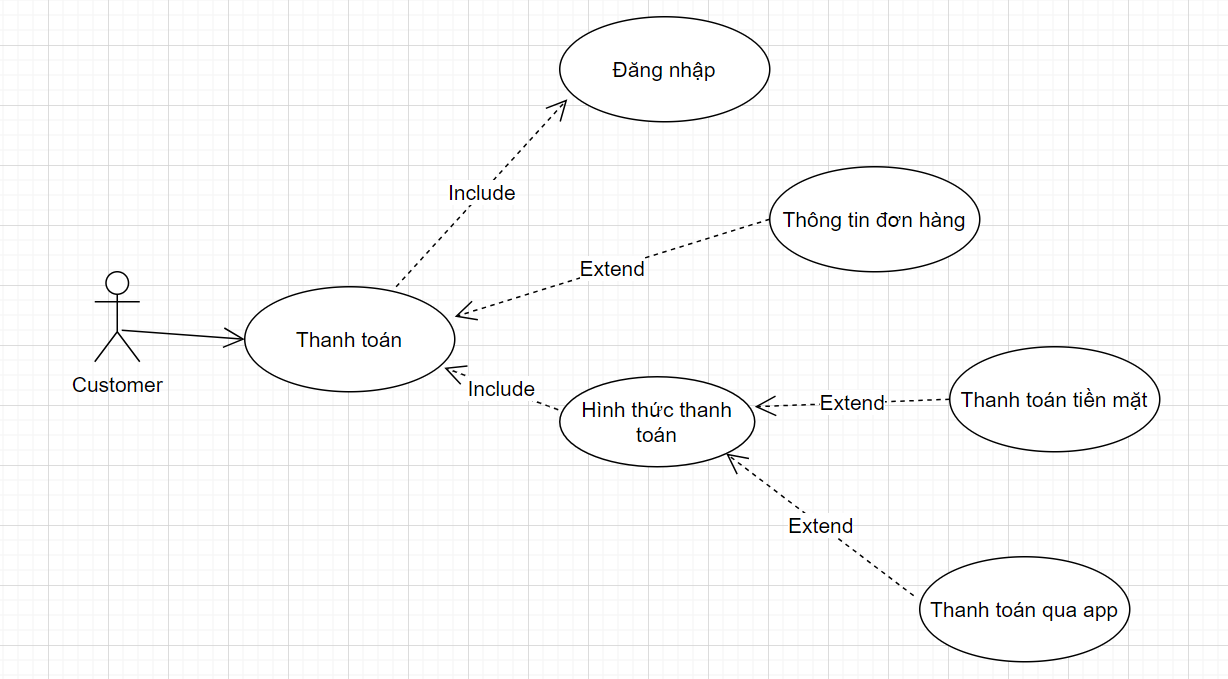 Đăng nhập
Include
Thông tin đơn hàng
Extend
Thanh toán
Customer
Include
Hình thức thanh
toán
Extend
Thanh toán tiền mặt
Extend
Thanh toán qua app